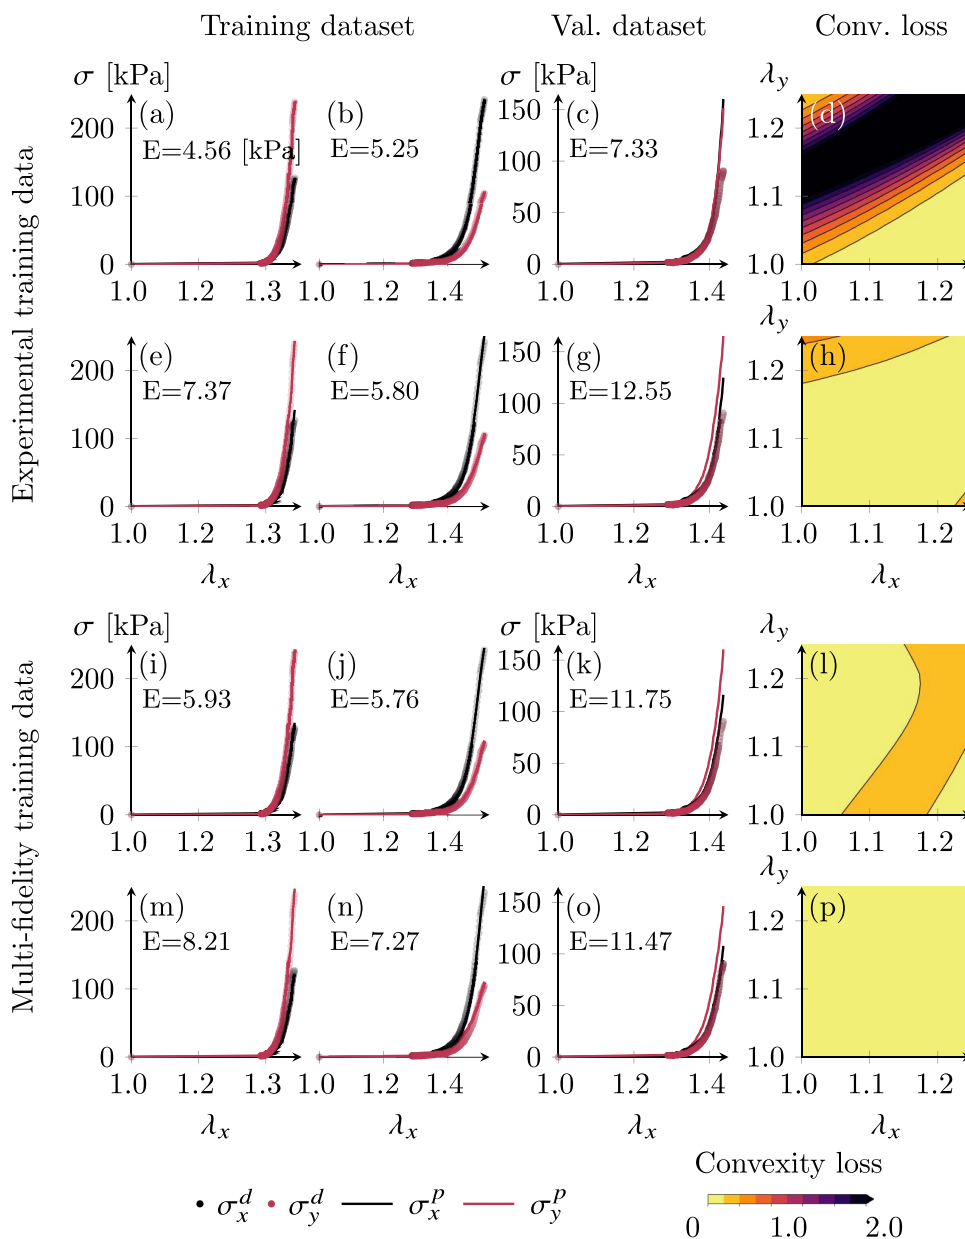 Training dataset Val. dataset Conv. loss
σ [kPa] σ [kPa] λy
(a) (b) (c) (d)
E=4.56 [kPa] E=5.25 E=7.33
200 150 1.2
100 100 1.1
50
0 0 1.0
1.0 1.3 1.0 1.2 1.4 1.0 1.2 1.4 1.0 1.1 1.2
Experimental training data
λy
(e) (f) (g) (h)
E=7.37 E=5.80 E=12.55
200 150 1.2
100 100 1.1
50
0 0 1.0
1.0 1.2 1.3 1.0 1.2 1.4 1.0 1.2 1.4 1.0 1.1 1.2
λx λx λx λx
σ [kPa] σ [kPa] λy
(i) (j) (k) (l)
E=5.93 E=5.76 E=11.75
200 150 1.2
100 100 1.1
50
0 0 1.0
1.0 1.2 1.3 1.0 1.2 1.4 1.0 1.2 1.4 1.0 1.1 1.2
Multi-fidelity training data
λy
(m) (n) (o) (p)
E=8.21 E=7.27 E=11.47
200 150 1.2
100 100 1.1
50
0 0 1.0
1.0 1.2 1.3 1.0 1.2 1.4 1.0 1.2 1.4 1.0 1.1 1.2
λx λx λx λx
Convexity loss
σxd σyd σxp σyp
0 1.0 2.0